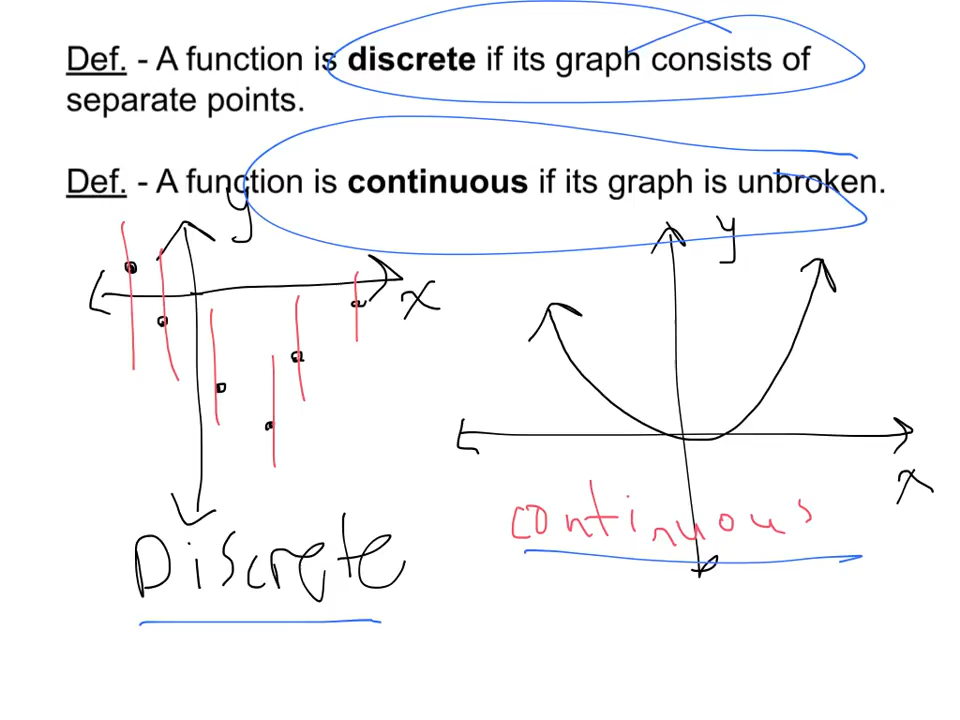 Def. - A function is discrete if its graph consists of
separate points.
Def. - A function is continuous if its graph is unbroken.
y
x
y
x
Discrete
continuous